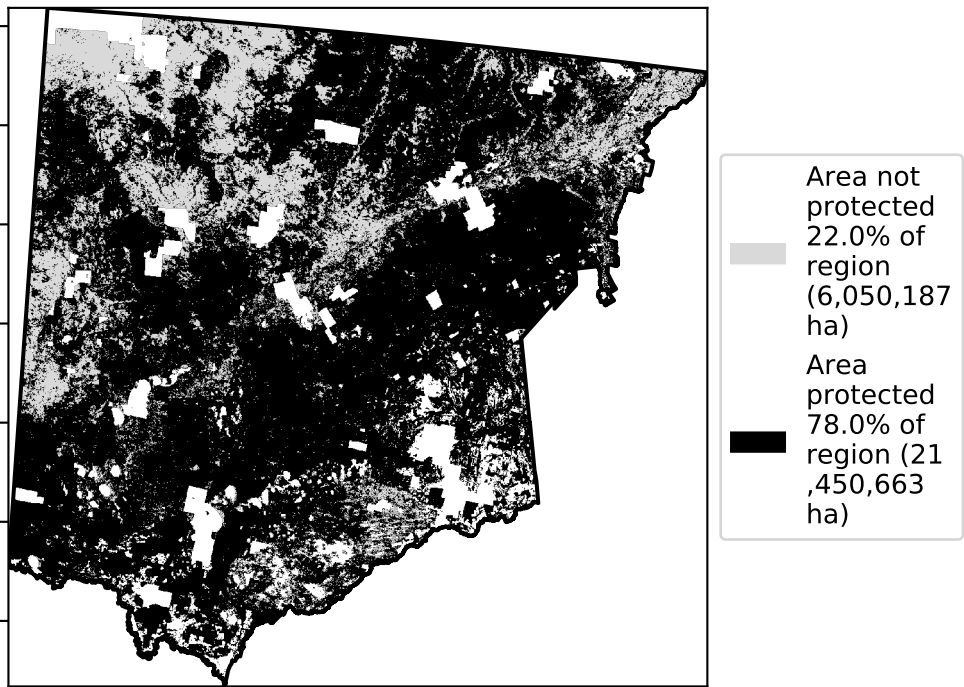 Area not
protected
22.0% of
region
(6,050,187
ha)
Area
protected
78.0% of
region (21
,450,663
ha)